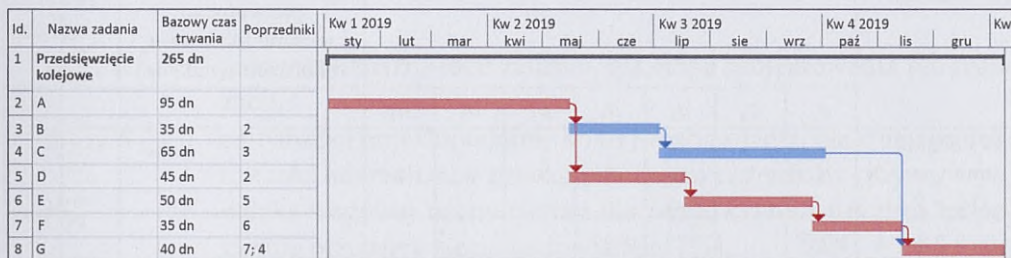 Id. Nazwa zadania Bazowy czas trwania Poprzedniki
Kw 1 2019 Kw 2 2019 Kw 3 2019 Kw 4 2019 Kw
sty lut mar kwi maj cze lip sie wrz paź lis gru
1 Przedsięwzięcie kolejowe 265 dn
2 A 95 dn
3 B 35 dn 2
4 C 65 dn 3
5 D 45 dn 2
6 E 50 dn 5
7 F 35 dn 6
8 G 40 dn 7; 4